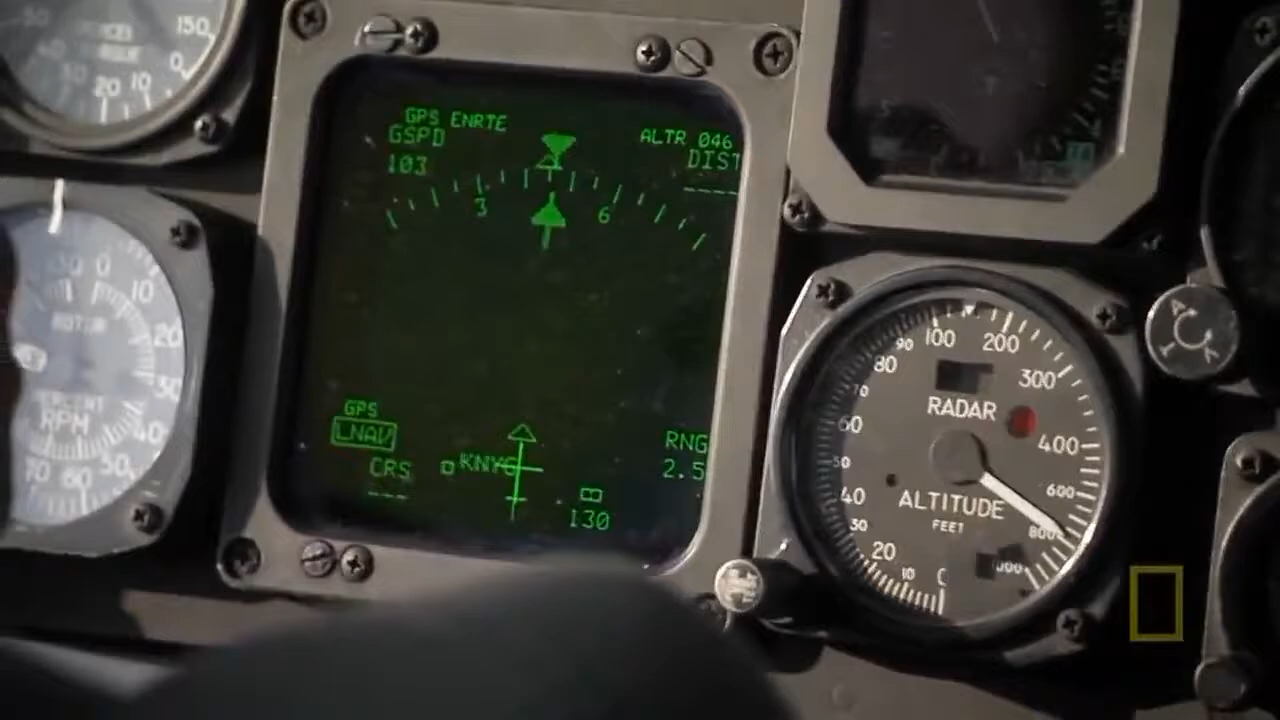 150
0
10
20
TORQUE
GPS ENRTE
GSPD
103
ALTR 046
DIST
----
3
6
GPS
LNAV
CRS
---
KNYG
RNG
2.5
130
0
10
20
30
40
50
60
70
ROTOR
PERCENT
RPM
100
200
300
400
600
800
90
80
70
60
50
40
30
20
10
RADAR
ALTITUDE
FEET